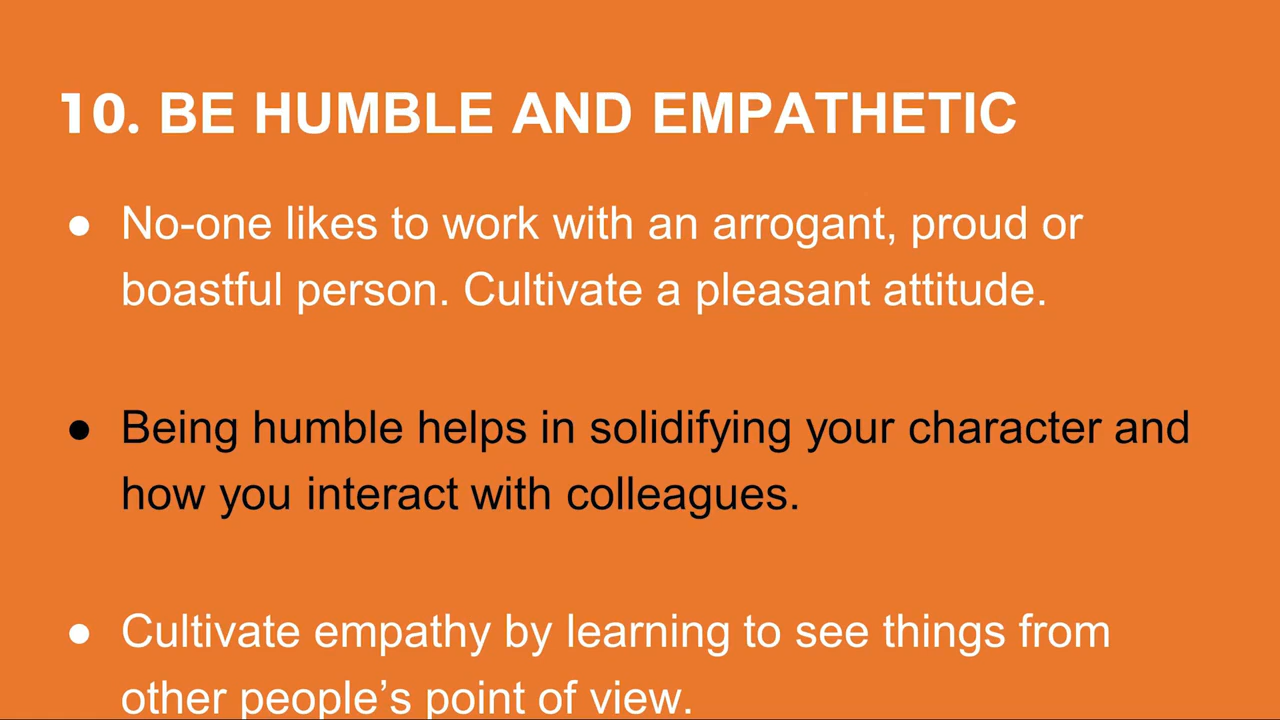 10. BE HUMBLE AND EMPATHETIC
● No-one likes to work with an arrogant, proud or
boastful person. Cultivate a pleasant attitude.
● Being humble helps in solidifying your character and
how you interact with colleagues.
● Cultivate empathy by learning to see things from
other people’s point of view.